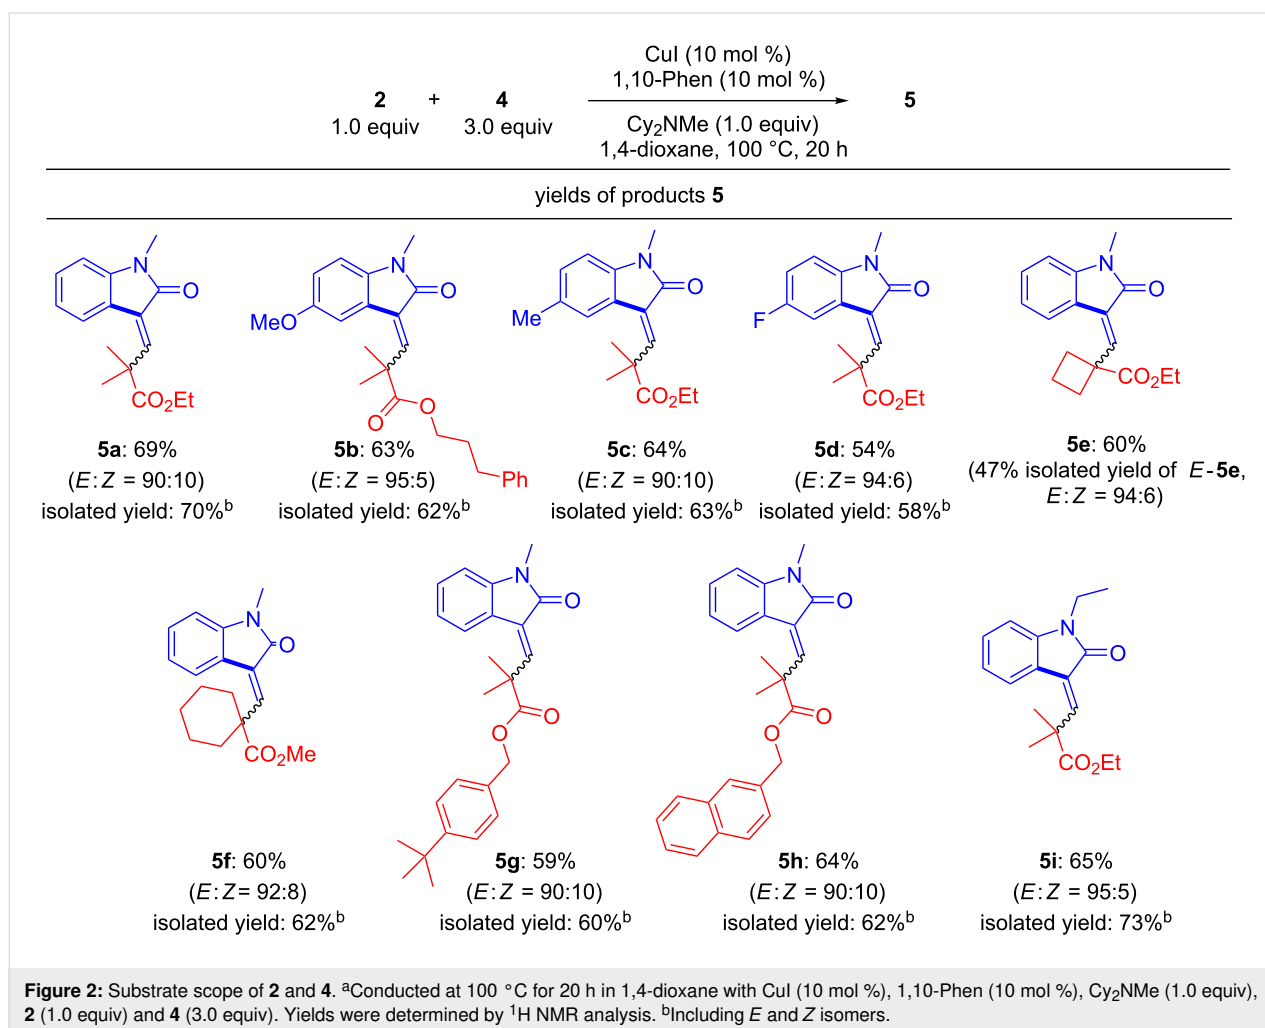 CuI (10 mol %)
1,10-Phen (10 mol %)
2 + 4 5
1.0 equiv 3.0 equiv
Cy₂NMe (1.0 equiv)
1,4-dioxane, 100 °C, 20 h
yields of products 5
N O CO₂Et
5a: 69%
(E:Z = 90:10)
isolated yield: 70%ᵇ
N O MeO O O Ph
5b: 63%
(E:Z = 95:5)
isolated yield: 62%ᵇ
N O Me CO₂Et
5c: 64%
(E:Z = 90:10)
isolated yield: 63%ᵇ
N O F CO₂Et
5d: 54%
(E:Z = 94:6)
isolated yield: 58%ᵇ
N O CO₂Et
5e: 60%
(47% isolated yield of E-5e,
E:Z = 94:6)
N O CO₂Me
5f: 60%
(E:Z = 92:8)
isolated yield: 62%ᵇ
N O O O
5g: 59%
(E:Z = 90:10)
isolated yield: 60%ᵇ
N O O O
5h: 64%
(E:Z = 90:10)
isolated yield: 62%ᵇ
N O CO₂Et
5i: 65%
(E:Z = 95:5)
isolated yield: 73%ᵇ
Figure 2: Substrate scope of 2 and 4. ᵃConducted at 100 °C for 20 h in 1,4-dioxane with CuI (10 mol %), 1,10-Phen (10 mol %), Cy₂NMe (1.0 equiv),
2 (1.0 equiv) and 4 (3.0 equiv). Yields were determined by ¹H NMR analysis. ᵇIncluding E and Z isomers.